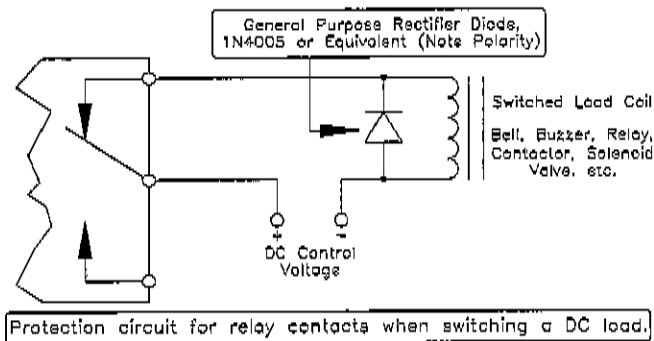 General Purpose Rectifier Diode,
1N4005 or Equivalent (Note Polarity)
Switched Load Coil
Bell, Buzzer, Relay,
Contactor, Solenoid
Valve, etc.
+ -
DC Control
Voltage
Protection circuit for relay contacts when switching a DC load.